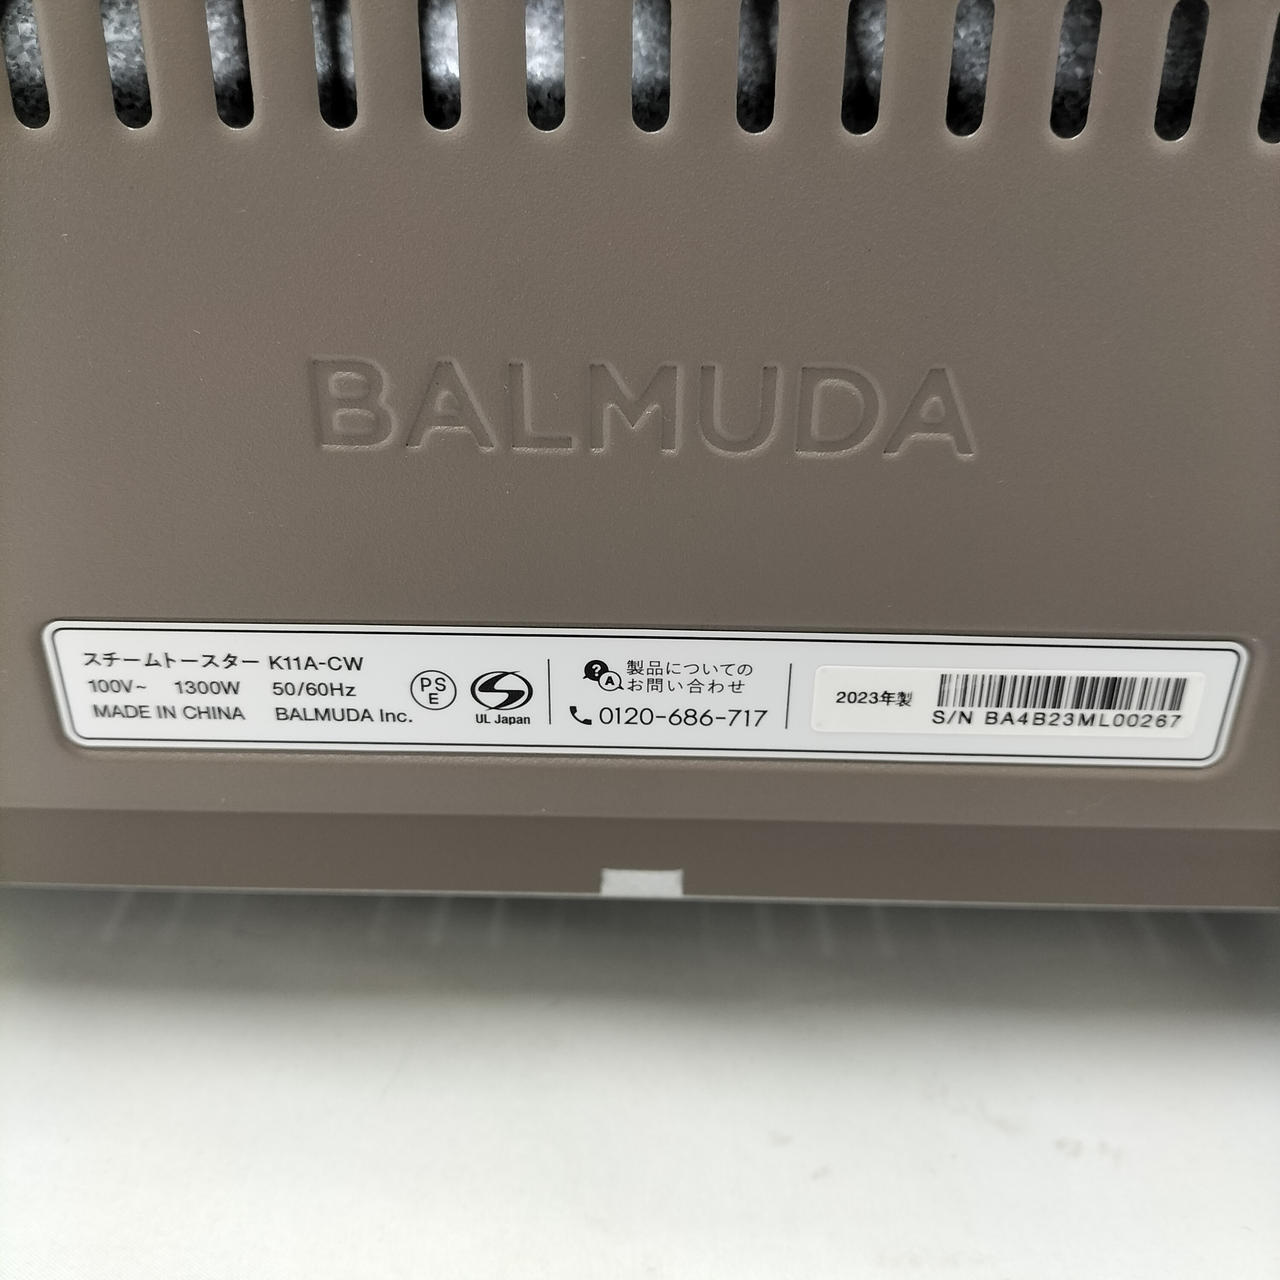 BALMUDA
スチームトースター K11A-CW
100V~ 1300W 50/60Hz
MADE IN CHINA BALMUDA Inc.
PS
E
UL Japan
? 製品についての
A お問い合わせ
0120-686-717
2023年製
S/N BA4B23ML00267